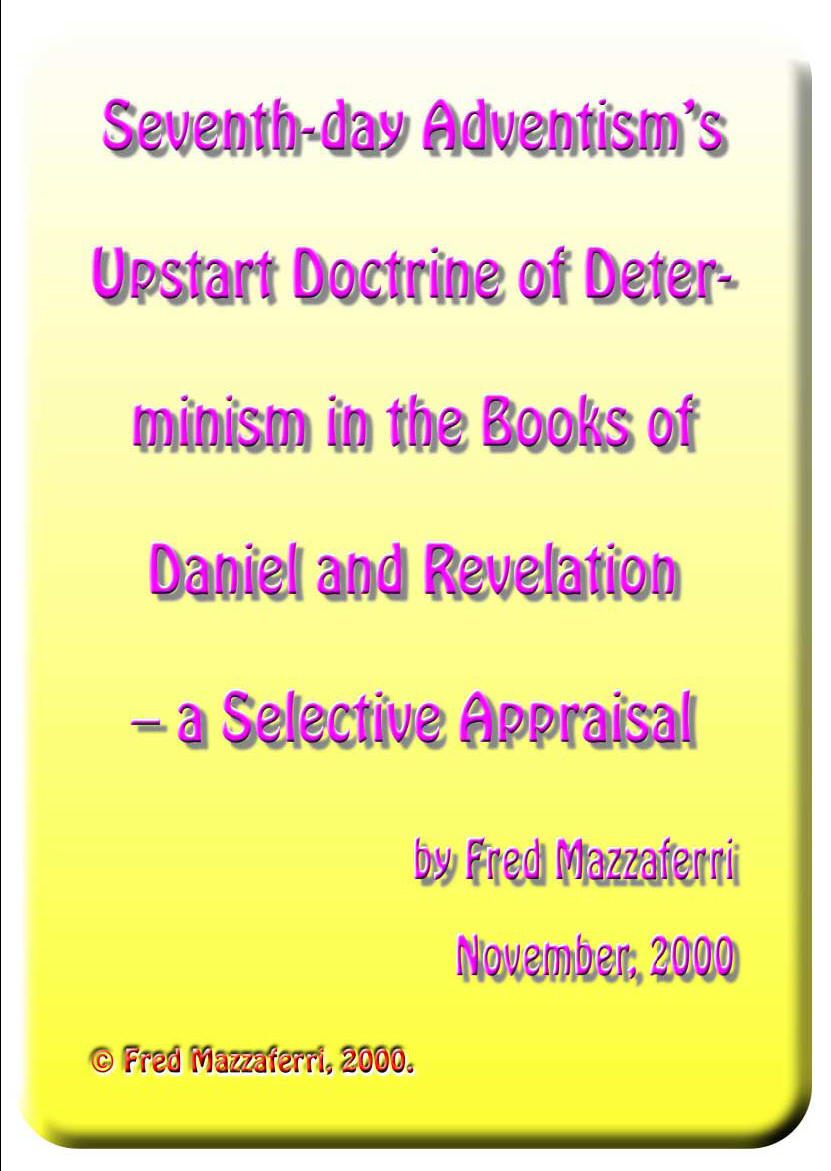 Seventh-day Adventism's
Upstart Doctrine of Deter-
minism in the Books of
Daniel and Revelation
– a Selective Appraisal
by Fred Mazzaferri
November, 2000
© Fred Mazzaferri, 2000.